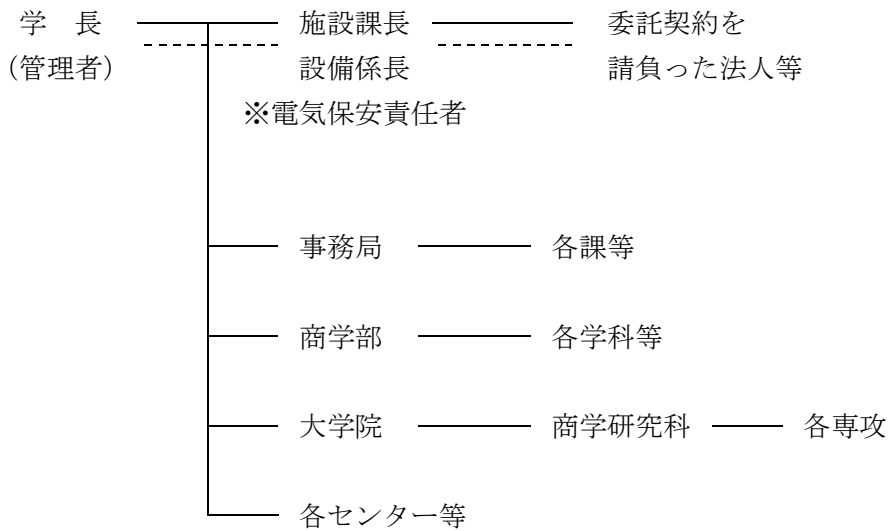 学　長　施設課長　委託契約を
（管理者）　設備係長　請負った法人等
※電気保安責任者
事務局　各課等
商学部　各学科等
大学院　商学研究科　各専攻
各センター等